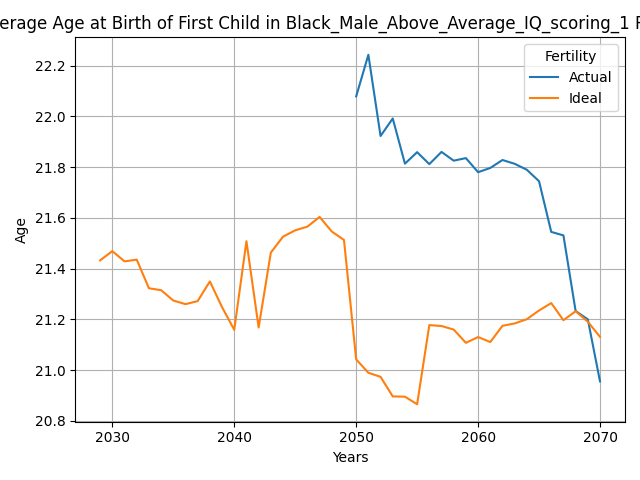 erage Age at Birth of First Child in Black_Male_Above_Average_IQ_scoring_1
Fertility
Actual
Ideal
22.2
22.0
21.8
21.6
21.4
21.2
21.0
20.8
Age
2030 2040 2050 2060 2070
Years